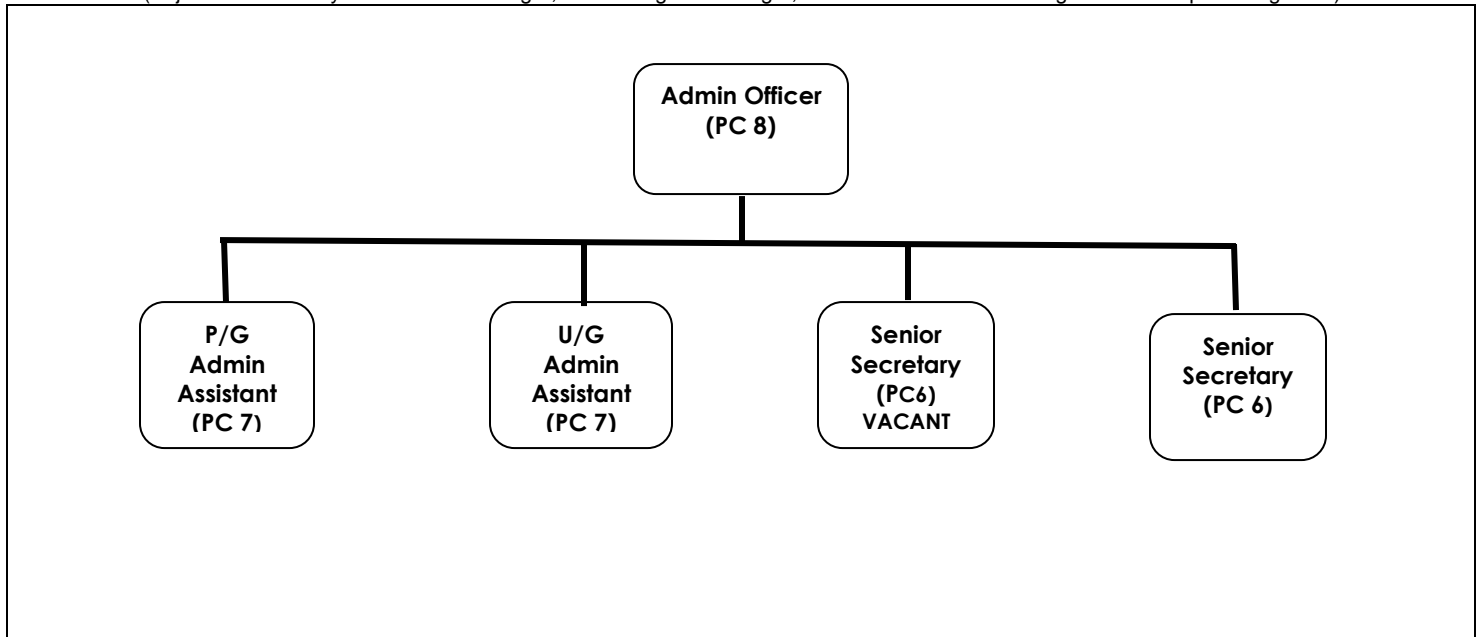 Admin Officer
(PC 8)
P/G
Admin
Assistant
(PC 7)
U/G
Admin
Assistant
(PC 7)
Senior
Secretary
(PC6)
VACANT
Senior
Secretary
(PC 6)